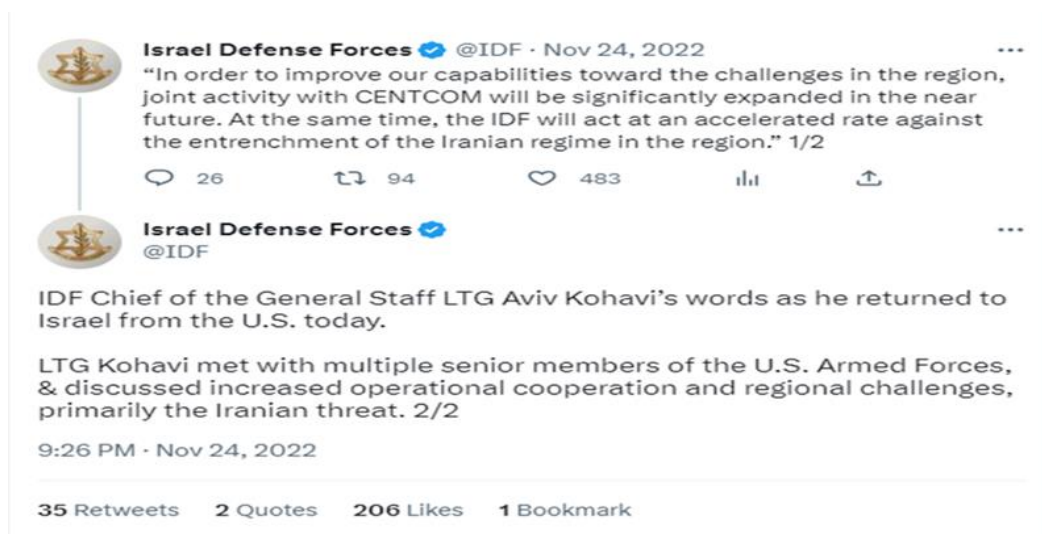 Israel Defense Forces @IDF · Nov 24, 2022
“In order to improve our capabilities toward the challenges in the region,
joint activity with CENTCOM will be significantly expanded in the near
future. At the same time, the IDF will act at an accelerated rate against
the entrenchment of the Iranian regime in the region.” 1/2
26 94 483
Israel Defense Forces
@IDF
IDF Chief of the General Staff LTG Aviv Kohavi’s words as he returned to
Israel from the U.S. today.
LTG Kohavi met with multiple senior members of the U.S. Armed Forces,
& discussed increased operational cooperation and regional challenges,
primarily the Iranian threat. 2/2
9:26 PM · Nov 24, 2022
35 Retweets 2 Quotes 206 Likes 1 Bookmark